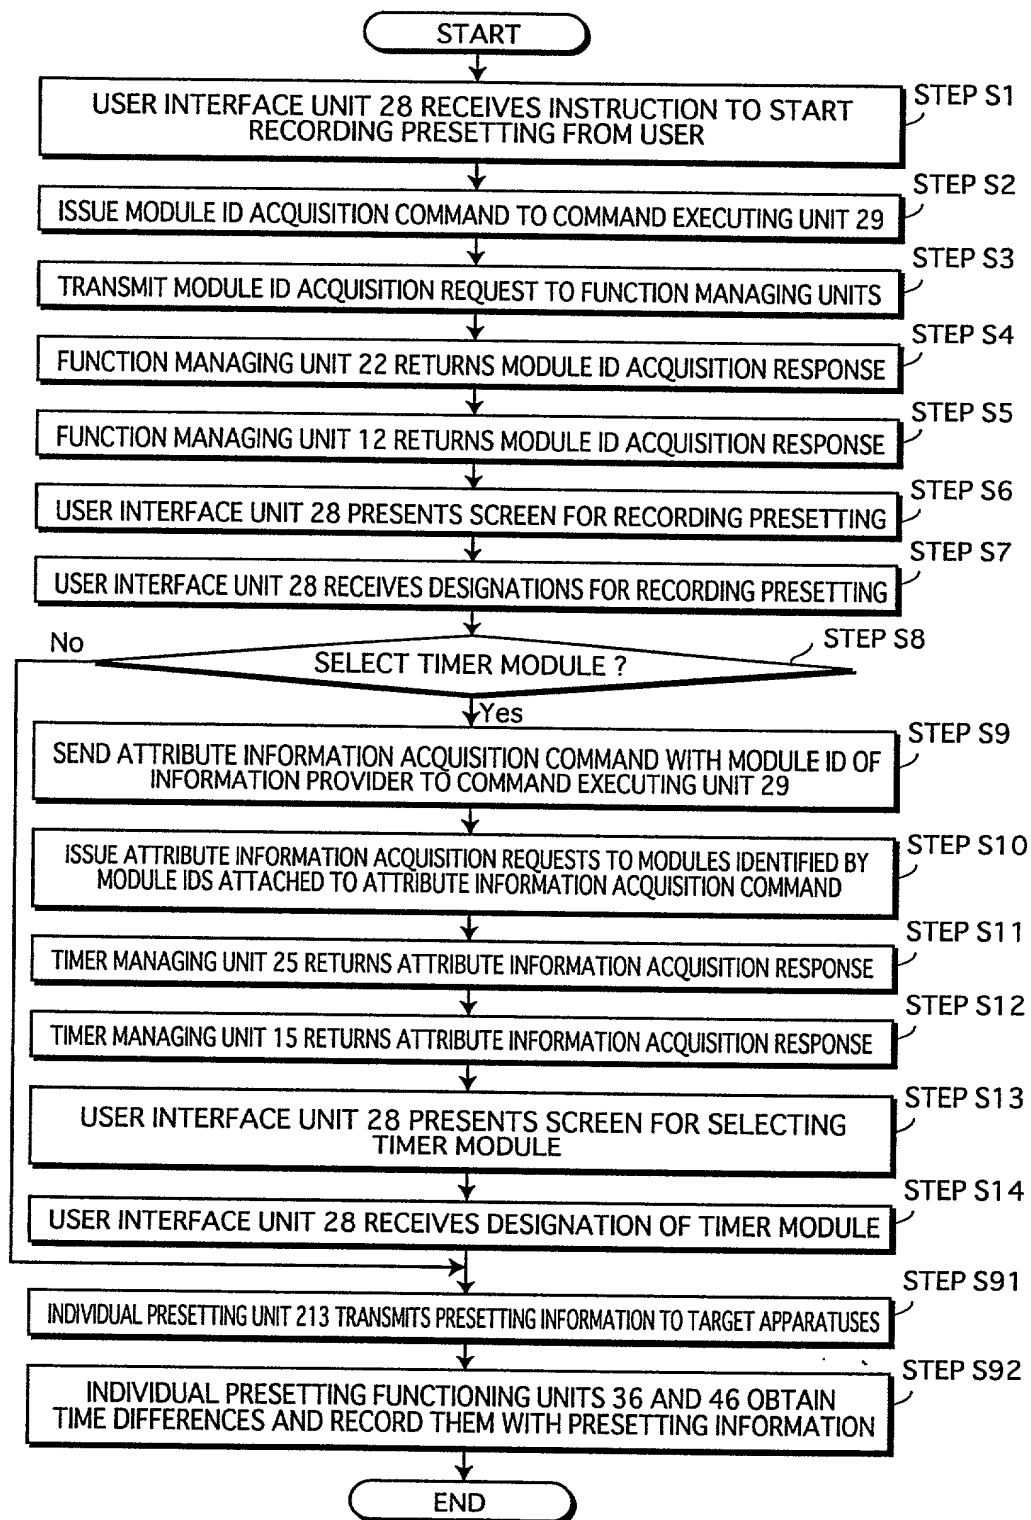 START
STEP S1
USER INTERFACE UNIT 28 RECEIVES INSTRUCTION TO START
RECORDING PRESETTING FROM USER
STEP S2
ISSUE MODULE ID ACQUISITION COMMAND TO COMMAND EXECUTING UNIT 29
STEP S3
TRANSMIT MODULE ID ACQUISITION REQUEST TO FUNCTION MANAGING UNITS
STEP S4
FUNCTION MANAGING UNIT 22 RETURNS MODULE ID ACQUISITION RESPONSE
STEP S5
FUNCTION MANAGING UNIT 12 RETURNS MODULE ID ACQUISITION RESPONSE
STEP S6
USER INTERFACE UNIT 28 PRESENTS SCREEN FOR RECORDING PRESETTING
STEP S7
USER INTERFACE UNIT 28 RECEIVES DESIGNATIONS FOR RECORDING PRESETTING
No
STEP S8
SELECT TIMER MODULE ?
Yes
STEP S9
SEND ATTRIBUTE INFORMATION ACQUISITION COMMAND WITH MODULE ID OF
INFORMATION PROVIDER TO COMMAND EXECUTING UNIT 29
STEP S10
ISSUE ATTRIBUTE INFORMATION ACQUISITION REQUESTS TO MODULES IDENTIFIED BY
MODULE IDS ATTACHED TO ATTRIBUTE INFORMATION ACQUISITION COMMAND
STEP S11
TIMER MANAGING UNIT 25 RETURNS ATTRIBUTE INFORMATION ACQUISITION RESPONSE
STEP S12
TIMER MANAGING UNIT 15 RETURNS ATTRIBUTE INFORMATION ACQUISITION RESPONSE
STEP S13
USER INTERFACE UNIT 28 PRESENTS SCREEN FOR SELECTING
TIMER MODULE
STEP S14
USER INTERFACE UNIT 28 RECEIVES DESIGNATION OF TIMER MODULE
STEP S91
INDIVIDUAL PRESETTING UNIT 213 TRANSMITS PRESETTING INFORMATION TO TARGET APPARATUSES
STEP S92
INDIVIDUAL PRESETTING FUNCTIONING UNITS 36 AND 46 OBTAIN
TIME DIFFERENCES AND RECORD THEM WITH PRESETTING INFORMATION
END